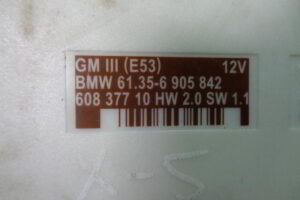 GM III (E53) 12V
BMW 61.35-6 905 842
608 377 10 HW 2.0 SW 1.1
X-5